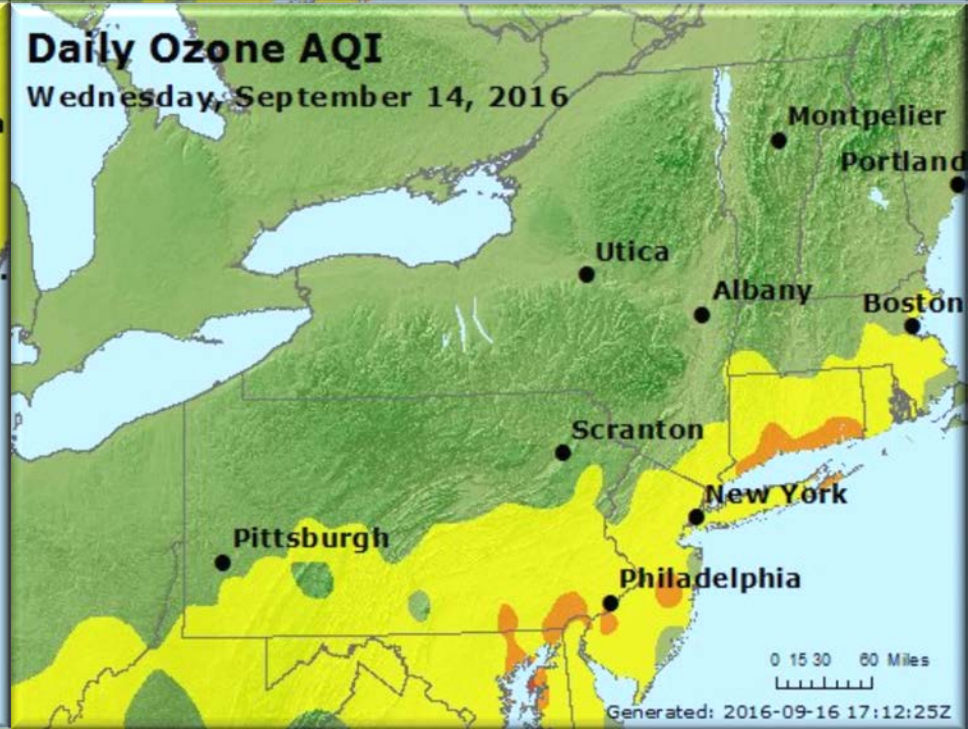 Daily Ozone AQI
Wednesday, September 14, 2016
Montpelier
Portland
Utica
Albany
Boston
Scranton
New York
Pittsburgh
Philadelphia
0 15 30 60 Miles
Generated: 2016-09-16 17:12:25Z